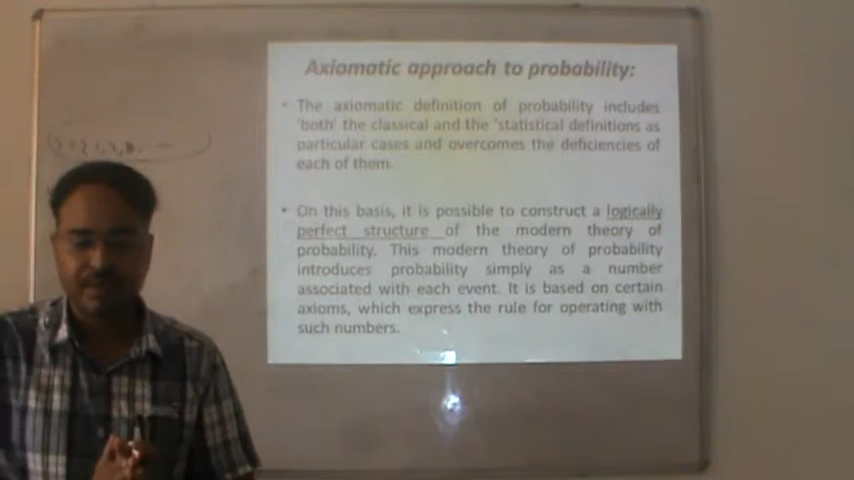 Axiomatic approach to probability:
• The axiomatic definition of probability includes
'both' the classical and the 'statistical definitions as
particular cases and overcomes the deficiencies of
each of them.
• On this basis, it is possible to construct a logically
perfect structure of the modern theory of
probability. This modern theory of probability
introduces probability simply as a number
associated with each event. It is based on certain
axioms, which express the rule for operating with
such numbers.